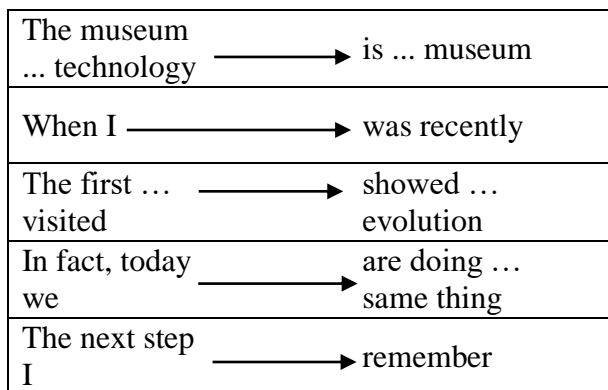 The museum
... technology
is ... museum
When I
was recently
The first …
visited
showed …
evolution
In fact, today
we
are doing …
same thing
The next step
I
remember